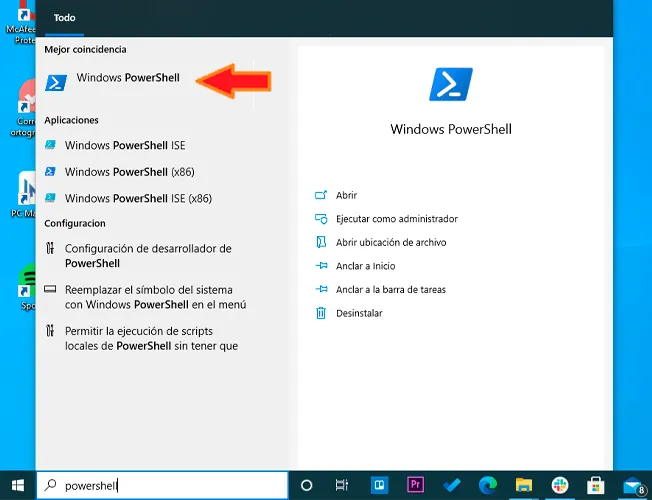 Todo
McAfee
Prote
Mejor coincidencia
Windows PowerShell
Aplicaciones
Windows PowerShell ISE
Windows PowerShell (x86)
Windows PowerShell ISE (x86)
Configuracion
Configuración de desarrollador de
PowerShell
Reemplazar el símbolo del sistema
con Windows PowerShell en el menú
Permitir la ejecución de scripts
locales de PowerShell sin tener que
Windows PowerShell
Abrir
Ejecutar como administrador
Abrir ubicación de archivo
Anclar a Inicio
Anclar a la barra de tareas
Desinstalar
Corre
ortogr
PC Ma
Spo
powershell
Pr
8